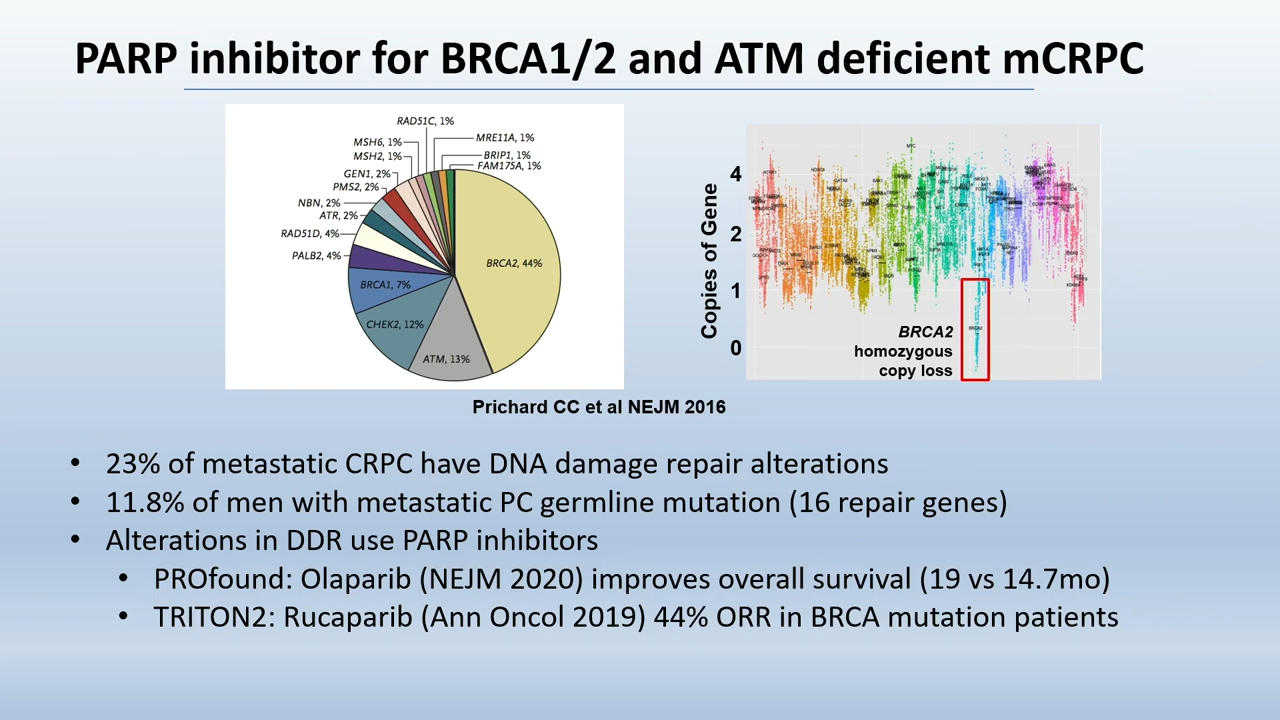 PARP inhibitor for BRCA1/2 and ATM deficient mCRPC
RAD51C, 1%
MSH6, 1%
MRE11A, 1%
MSH2, 1%
BRIP1, 1%
FAM175A, 1%
GEN1, 2%
PMS2, 2%
NBN, 2%
ATR, 2%
RAD51D, 4%
PALB2, 4%
BRCA1, 7%
CHEK2, 12%
ATM, 13%
BRCA2, 44%
Copies of Gene
4
2
1
0
MYC
BRCA2
BRCA2
homozygous
copy loss
Prichard CC et al NEJM 2016
• 23% of metastatic CRPC have DNA damage repair alterations
• 11.8% of men with metastatic PC germline mutation (16 repair genes)
• Alterations in DDR use PARP inhibitors
• PROfound: Olaparib (NEJM 2020) improves overall survival (19 vs 14.7mo)
• TRITON2: Rucaparib (Ann Oncol 2019) 44% ORR in BRCA mutation patients